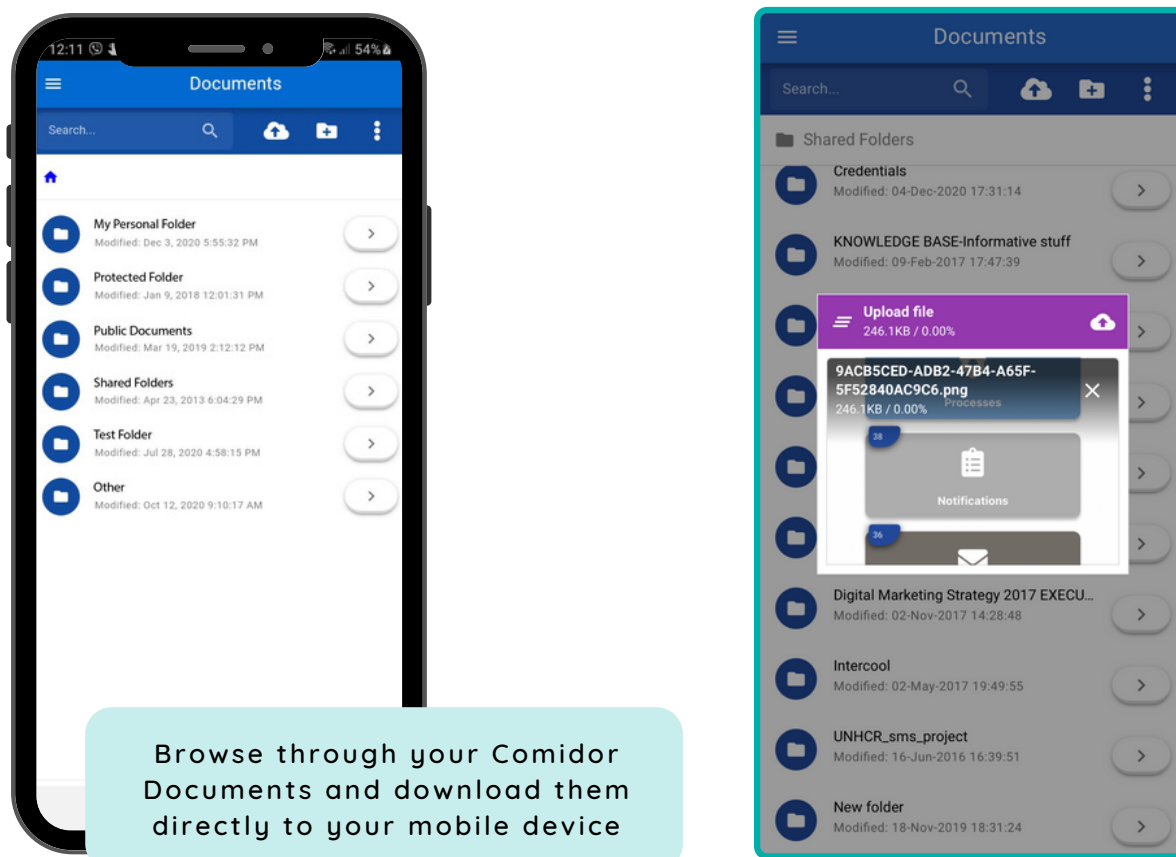 12:11
54%
Documents
Search...
My Personal Folder
Modified: Dec 3, 2020 5:55:32 PM
Protected Folder
Modified: Jan 9, 2018 12:01:31 PM
Public Documents
Modified: Mar 19, 2019 2:12:12 PM
Shared Folders
Modified: Apr 23, 2013 6:04:29 PM
Test Folder
Modified: Jul 28, 2020 4:58:15 PM
Other
Modified: Oct 12, 2020 9:10:17 AM
Browse through your Comidor
Documents and download them
directly to your mobile device
Documents
Search...
Shared Folders
Credentials
Modified: 04-Dec-2020 17:31:14
KNOWLEDGE BASE-Informative stuff
Modified: 09-Feb-2017 17:47:39
Upload file
246.1KB / 0.00%
9ACB5CED-ADB2-47B4-A65F-
5F52840AC9C6.png
246.1KB / 0.00%
Processes
38
Notifications
36
Digital Marketing Strategy 2017 EXECU...
Modified: 02-Nov-2017 14:28:48
Intercool
Modified: 02-May-2017 19:49:55
UNHCR_sms_project
Modified: 16-Jun-2016 16:39:51
New folder
Modified: 18-Nov-2019 18:31:24